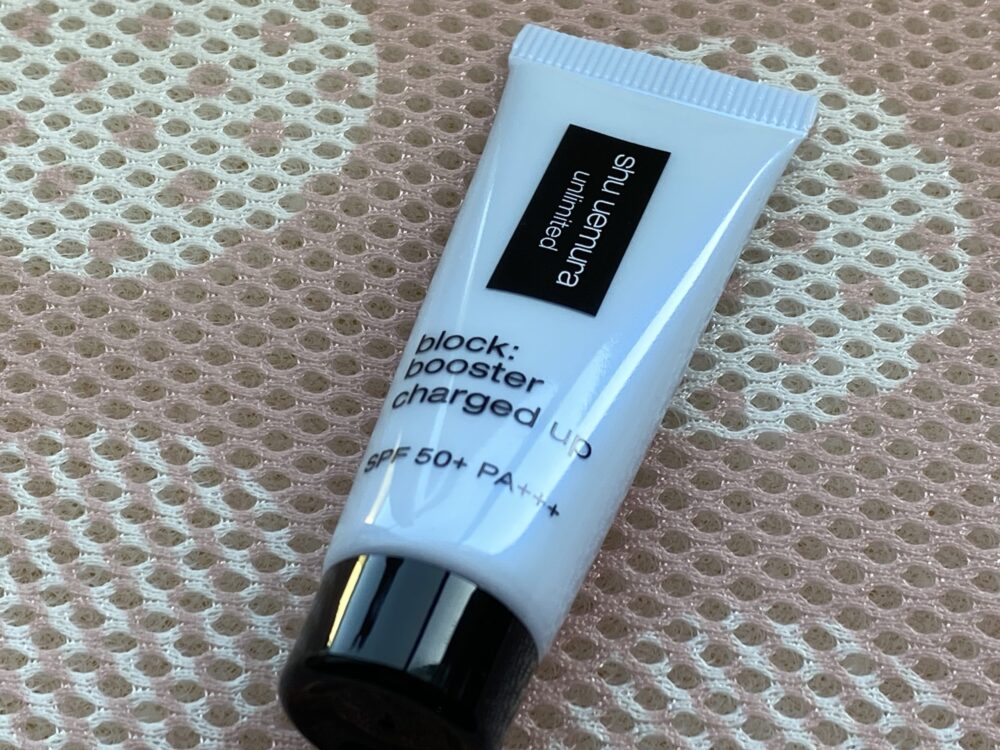 shu uemura
unlimited
block:
booster
charged up
SPF 50+ PA+++